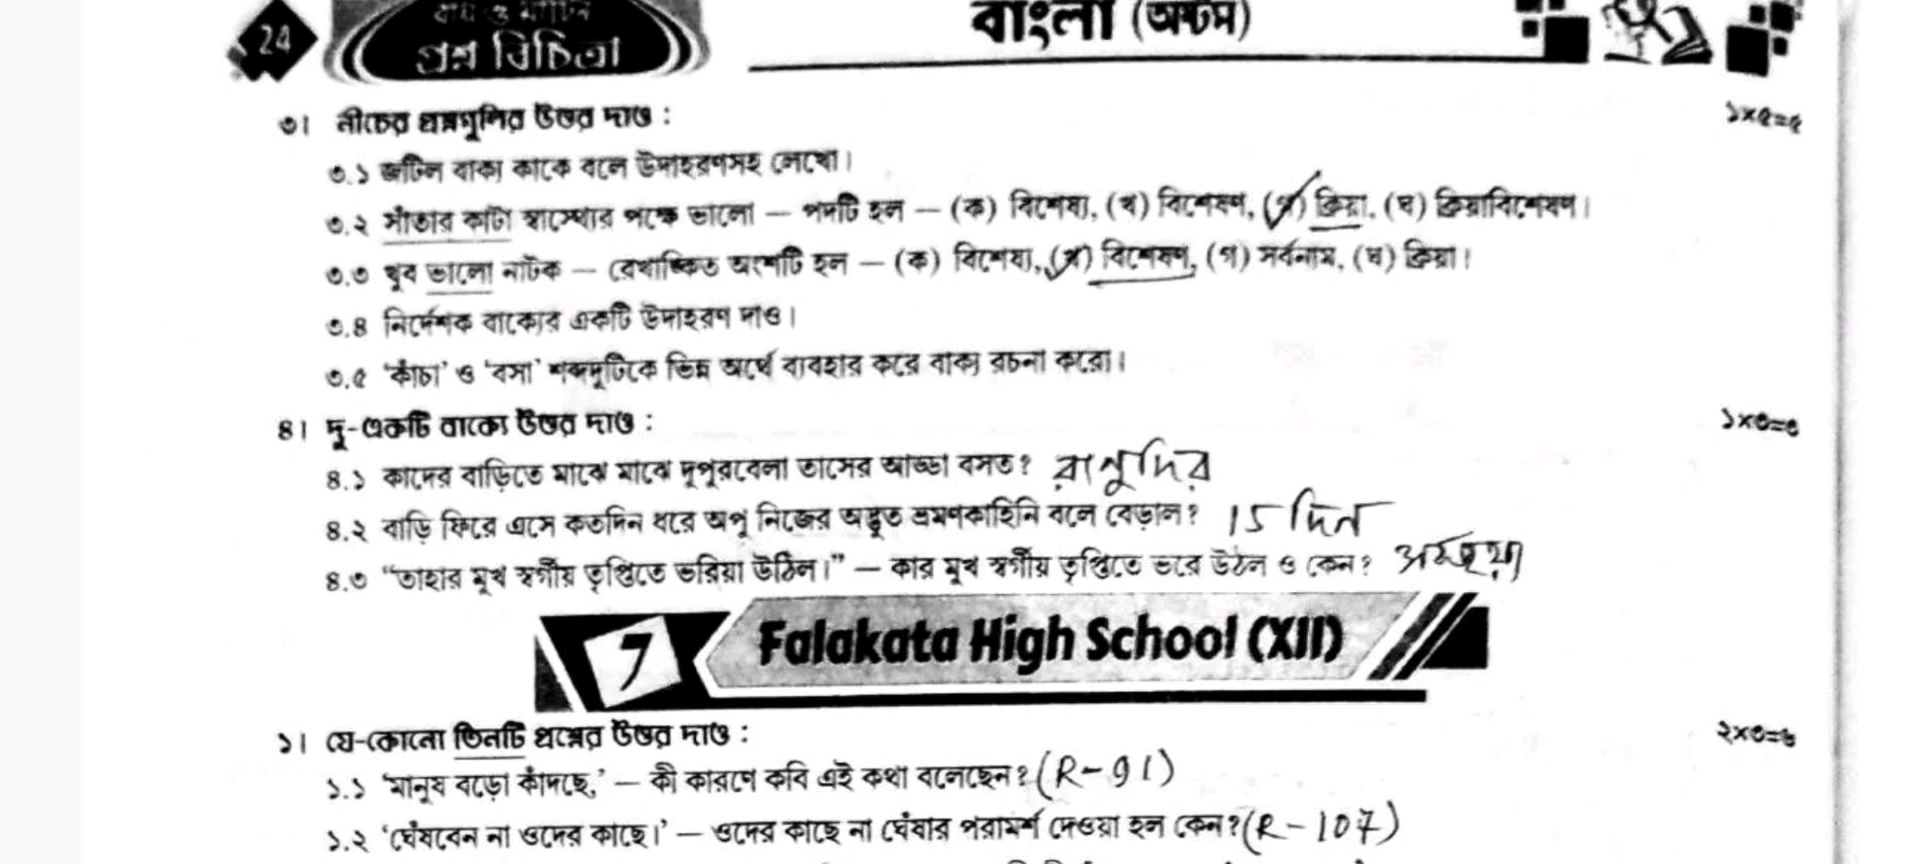 24
প্রশ্ন বিচিত্রা
বাংলা (অষ্টম)
৩। নীচের প্রশ্নগুলির উত্তর দাও : ১×৫=৫
৩.১ জটিল বাক্য কাকে বলে উদাহরণসহ লেখো।
৩.২ সাঁতার কাটা স্বাস্থ্যের পক্ষে ভালো — পদটি হল — (ক) বিশেষ্য, (খ) বিশেষণ, (গ) ক্রিয়া, (ঘ) ক্রিয়াবিশেষণ।
৩.৩ খুব ভালো নাটক — রেখাঙ্কিত অংশটি হল — (ক) বিশেষ্য, (খ) বিশেষণ, (গ) সর্বনাম, (ঘ) ক্রিয়া।
৩.৪ নির্দেশক বাক্যের একটি উদাহরণ দাও।
৩.৫ ‘কাঁচা’ ও ‘বসা’ শব্দদুটিকে ভিন্ন অর্থে ব্যবহার করে বাক্য রচনা করো।
৪। দু-একটি বাক্যে উত্তর দাও : ১×৩=৩
৪.১ কাদের বাড়িতে মাঝে মাঝে দুপুরবেলা তাসের আড্ডা বসত? রানুদির
৪.২ বাড়ি ফিরে এসে কতদিন ধরে অপু নিজের অদ্ভুত ভ্রমণকাহিনি বলে বেড়াল? 15 দিন
৪.৩ “তাহার মুখ স্বর্গীয় তৃপ্তিতে ভরিয়া উঠিল।” — কার মুখ স্বর্গীয় তৃপ্তিতে ভরে উঠল ও কেন?
7 Falakata High School (XII)
১। যে-কোনো তিনটি প্রশ্নের উত্তর দাও : ২×৩=৬
১.১ ‘মানুষ বড়ো কাঁদছে,’ — কী কারণে কবি এই কথা বলেছেন? (R-91)
১.২ ‘ঘেঁষবেন না ওদের কাছে।’ — ওদের কাছে না ঘেঁষার পরামর্শ দেওয়া হল কেন? (R-107)